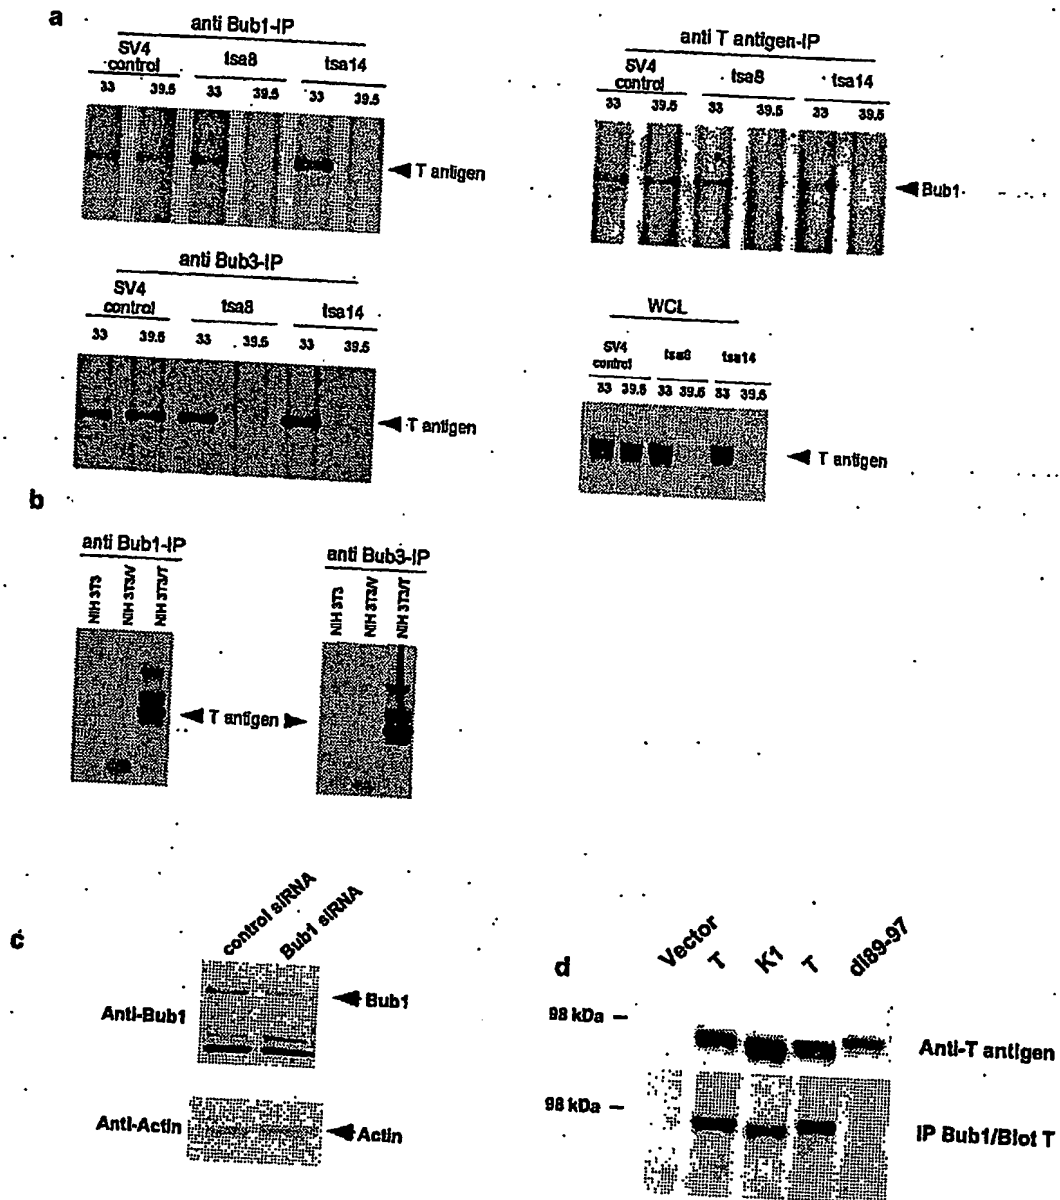 a
anti Bub1-IP
SV4 control tsa8 tsa14
33 39.5 33 39.5 33 39.5
T antigen
anti T antigen-IP
SV4 control tsa8 tsa14
33 39.5 33 39.5 33 39.5
Bub1
anti Bub3-IP
SV4 control tsa8 tsa14
33 39.5 33 39.5 33 39.5
T antigen
WCL
SV4 control tsa8 tsa14
33 39.5 33 39.5 33 39.5
T antigen
b
anti Bub1-IP
NIH 3T3 NIH 3T3/V NIH 3T3/T
anti Bub3-IP
NIH 3T3 NIH 3T3/V NIH 3T3/T
T antigen
c
control siRNA Bub1 siRNA
Anti-Bub1
Bub1
Anti-Actin
Actin
d
Vector T K1 T dl89-97
98 kDa
Anti-T antigen
98 kDa
IP Bub1/Blot T